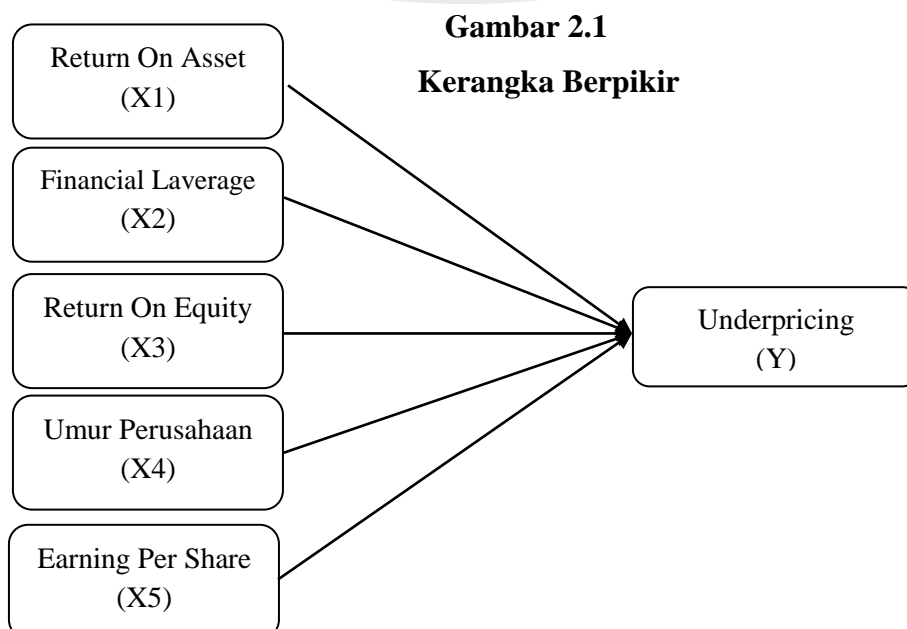 Gambar 2.1
Kerangka Berpikir
Return On Asset
(X1)
Financial Laverage
(X2)
Return On Equity
(X3)
Umur Perusahaan
(X4)
Earning Per Share
(X5)
Underpricing
(Y)